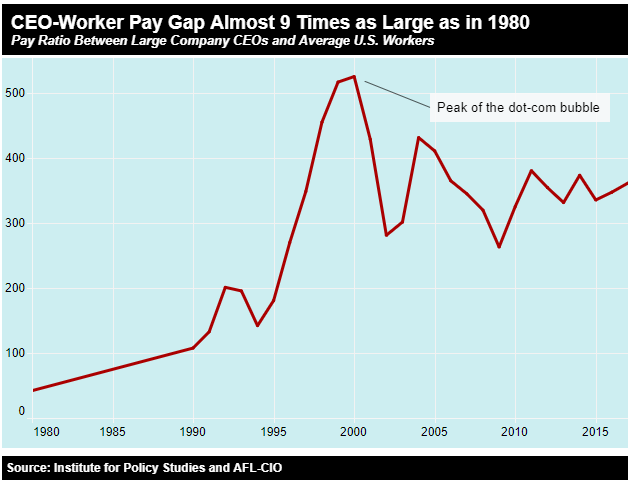 CEO-Worker Pay Gap Almost 9 Times as Large as in 1980
Pay Ratio Between Large Company CEOs and Average U.S. Workers
500
Peak of the dot-com bubble
400
300
200
100
0
1980 1985 1990 1995 2000 2005 2010 2015
Source: Institute for Policy Studies and AFL-CIO